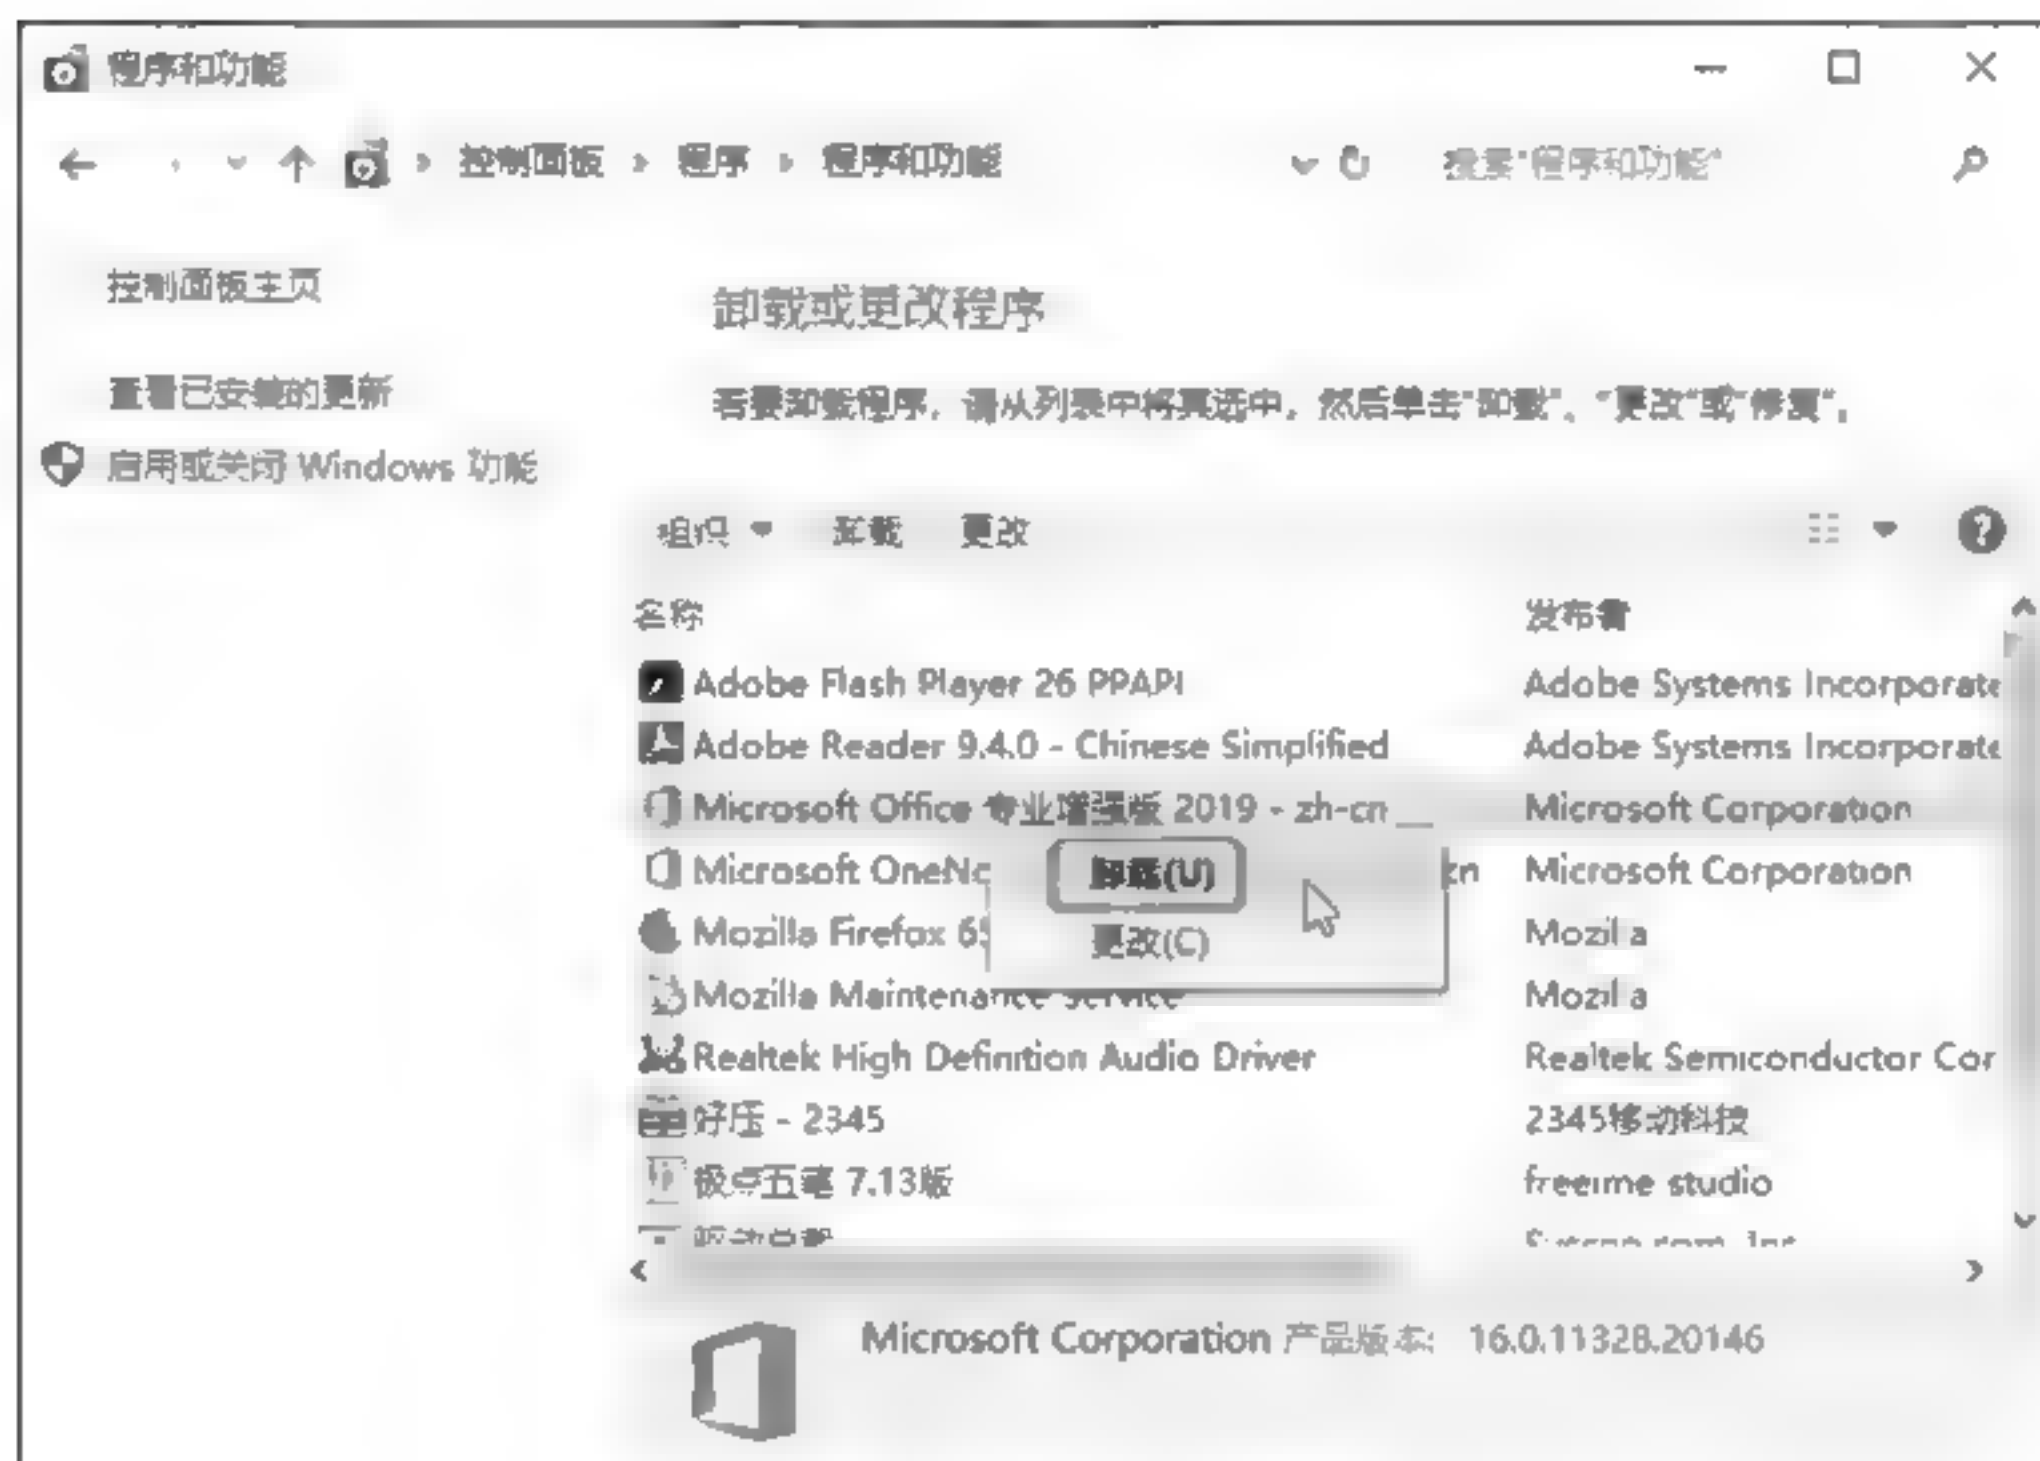 程序和功能
控制面板 › 程序 › 程序和功能 搜索"程序和功能"
控制面板主页
卸载或更改程序
查看已安装的更新
若要卸载程序，请从列表中将其选中，然后单击"卸载"、"更改"或"修复"。
启用或关闭 Windows 功能
组织 卸载 更改
名称 发布者
Adobe Flash Player 26 PPAPI Adobe Systems Incorporate
Adobe Reader 9.4.0 - Chinese Simplified Adobe Systems Incorporate
Microsoft Office 专业增强版 2019 - zh-cn Microsoft Corporation
Microsoft OneNo 卸载(U) cn Microsoft Corporation
Mozilla Firefox 65 更改(C) Mozilla
Mozilla Maintenance Service Mozilla
Realtek High Definition Audio Driver Realtek Semiconductor Cor
好压 - 2345 2345移动科技
极点五笔 7.13版 freeime studio
Microsoft Corporation 产品版本: 16.0.11328.20146